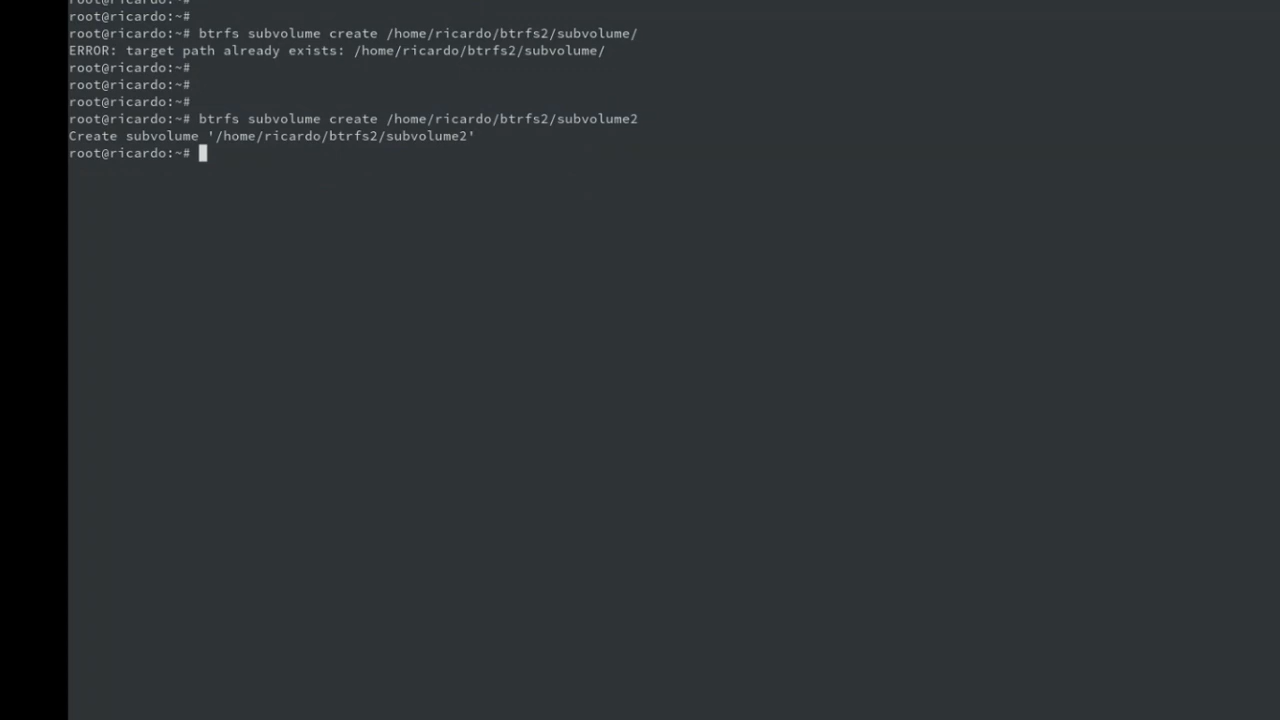 root@ricardo:~#
root@ricardo:~#
root@ricardo:~# btrfs subvolume create /home/ricardo/btrfs2/subvolume/
ERROR: target path already exists: /home/ricardo/btrfs2/subvolume/
root@ricardo:~#
root@ricardo:~#
root@ricardo:~#
root@ricardo:~# btrfs subvolume create /home/ricardo/btrfs2/subvolume2
Create subvolume '/home/ricardo/btrfs2/subvolume2'
root@ricardo:~#